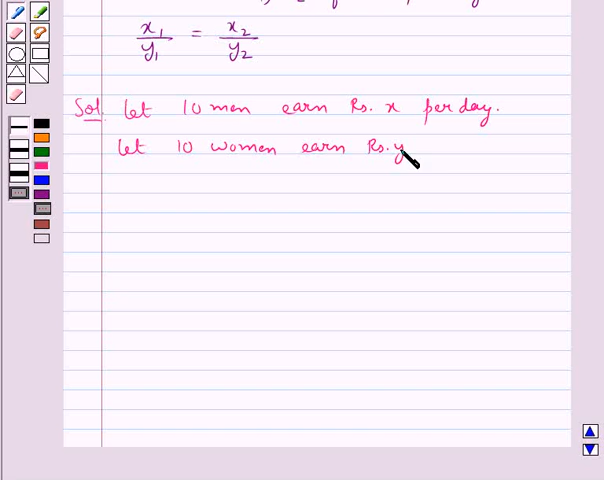 x₁/y₁ = x₂/y₂
Sol. Let 10 men earn Rs. x per day.
Let 10 women earn Rs. y